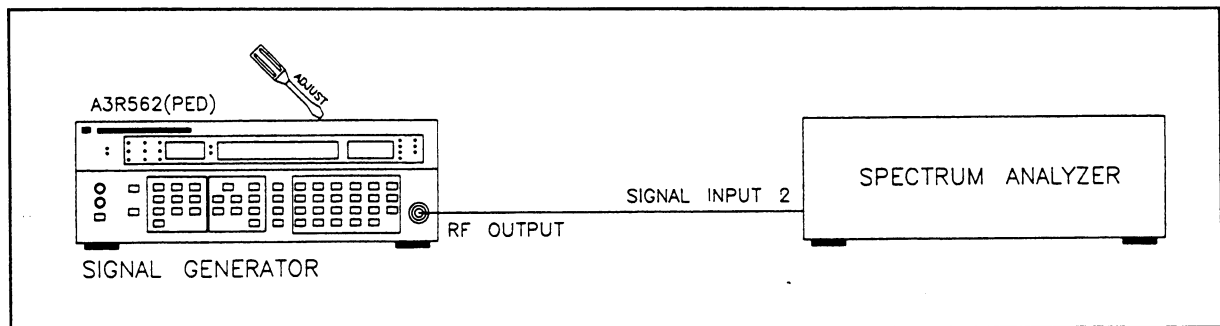 ADJUST
A3R562(PED)
SPECTRUM ANALYZER
SIGNAL INPUT 2
RF OUTPUT
SIGNAL GENERATOR